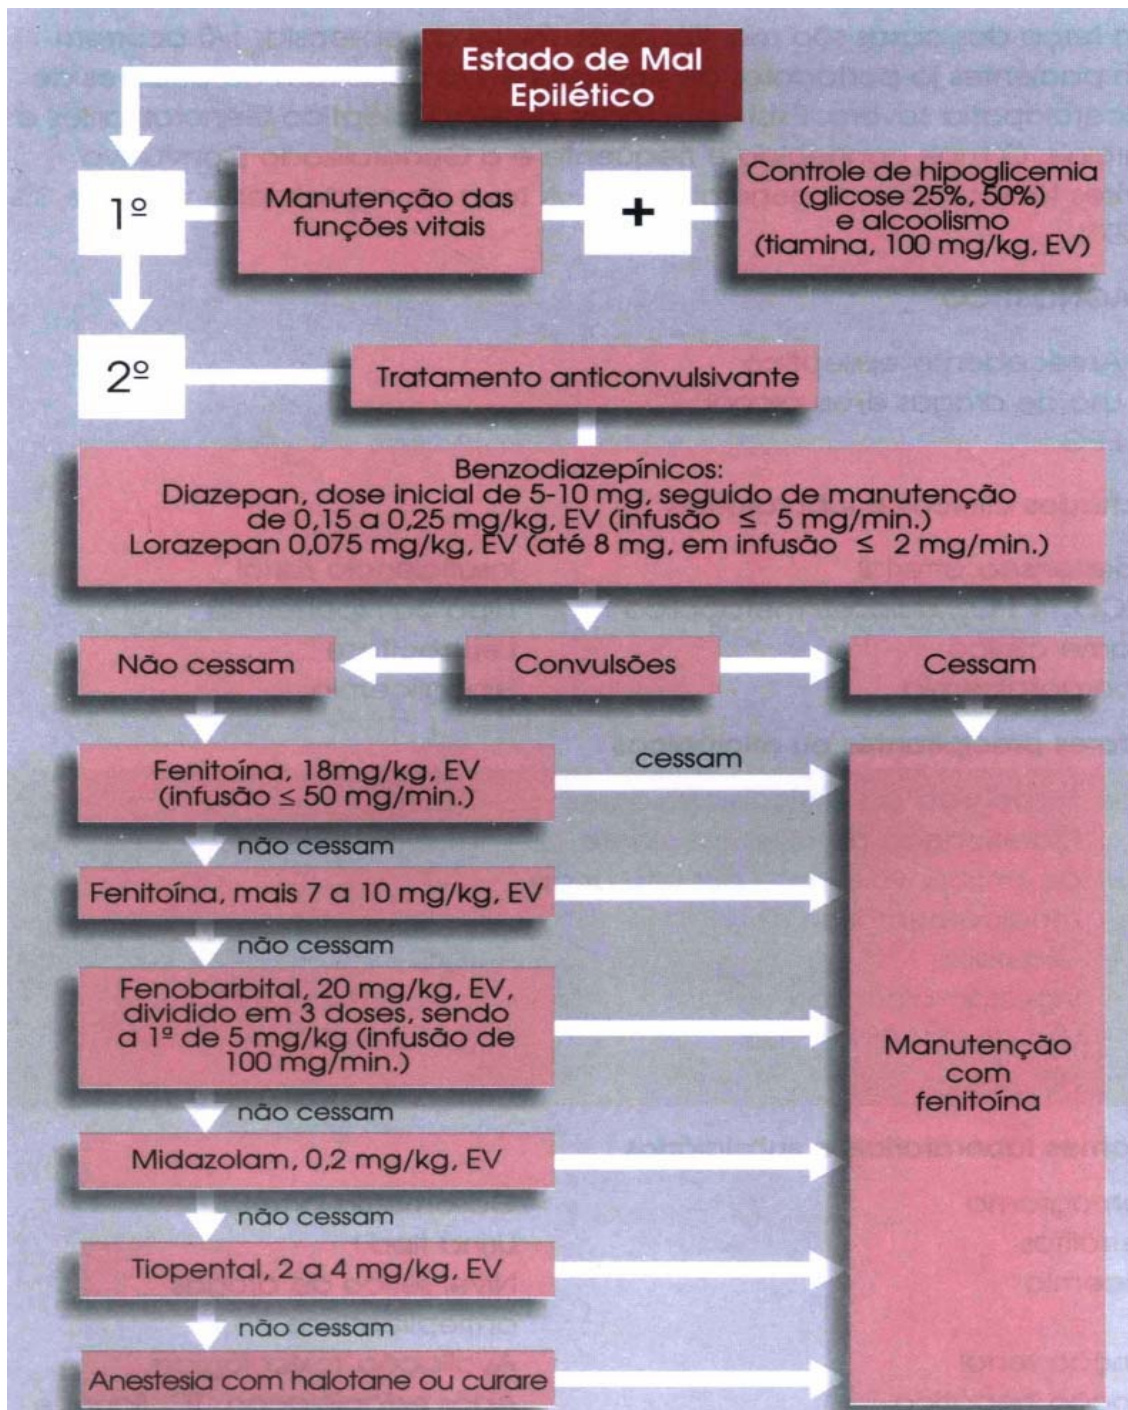 Estado de Mal
Epilético
1º
Manutenção das
funções vitais
+
Controle de hipoglicemia
(glicose 25%, 50%)
e alcoolismo
(tiamina, 100 mg/kg, EV)
2º
Tratamento anticonvulsivante
Benzodiazepínicos:
Diazepan, dose inicial de 5-10 mg, seguido de manutenção
de 0,15 a 0,25 mg/kg, EV (infusão ≤ 5 mg/min.)
Lorazepan 0,075 mg/kg, EV (até 8 mg, em infusão ≤ 2 mg/min.)
Não cessam
Convulsões
Cessam
Fenitoína, 18mg/kg, EV
(infusão ≤ 50 mg/min.)
cessam
não cessam
Fenitoína, mais 7 a 10 mg/kg, EV
não cessam
Fenobarbital, 20 mg/kg, EV,
dividido em 3 doses, sendo
a 1ª de 5 mg/kg (infusão de
100 mg/min.)
não cessam
Midazolam, 0,2 mg/kg, EV
não cessam
Tiopental, 2 a 4 mg/kg, EV
não cessam
Anestesia com halotane ou curare
Manutenção
com
fenitoína